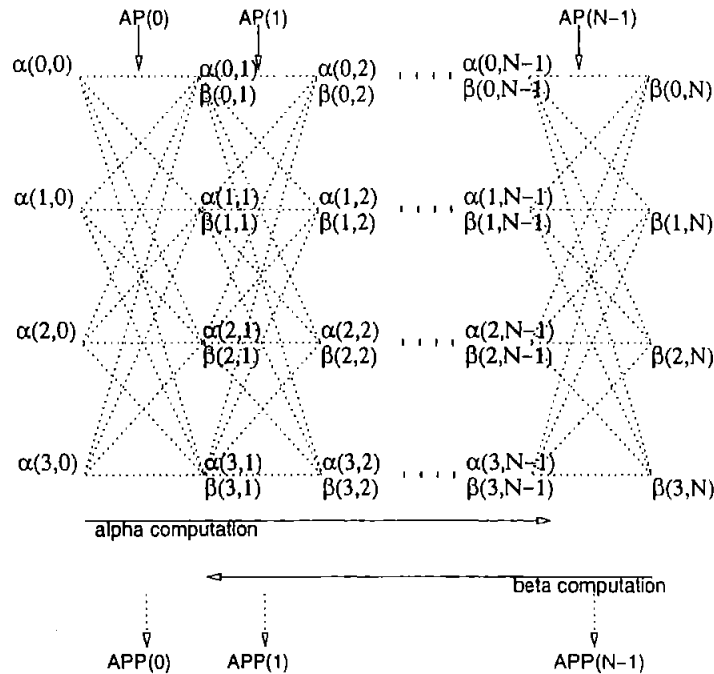 AP(0) AP(1) AP(N-1)
α(0,0) α(0,1) α(0,2) α(0,N-1)
β(0,1) β(0,2) β(0,N-1) β(0,N)
α(1,0) α(1,1) α(1,2) α(1,N-1)
β(1,1) β(1,2) β(1,N-1) β(1,N)
α(2,0) α(2,1) α(2,2) α(2,N-1)
β(2,1) β(2,2) β(2,N-1) β(2,N)
α(3,0) α(3,1) α(3,2) α(3,N-1)
β(3,1) β(3,2) β(3,N-1) β(3,N)
alpha computation
beta computation
APP(0) APP(1) APP(N-1)